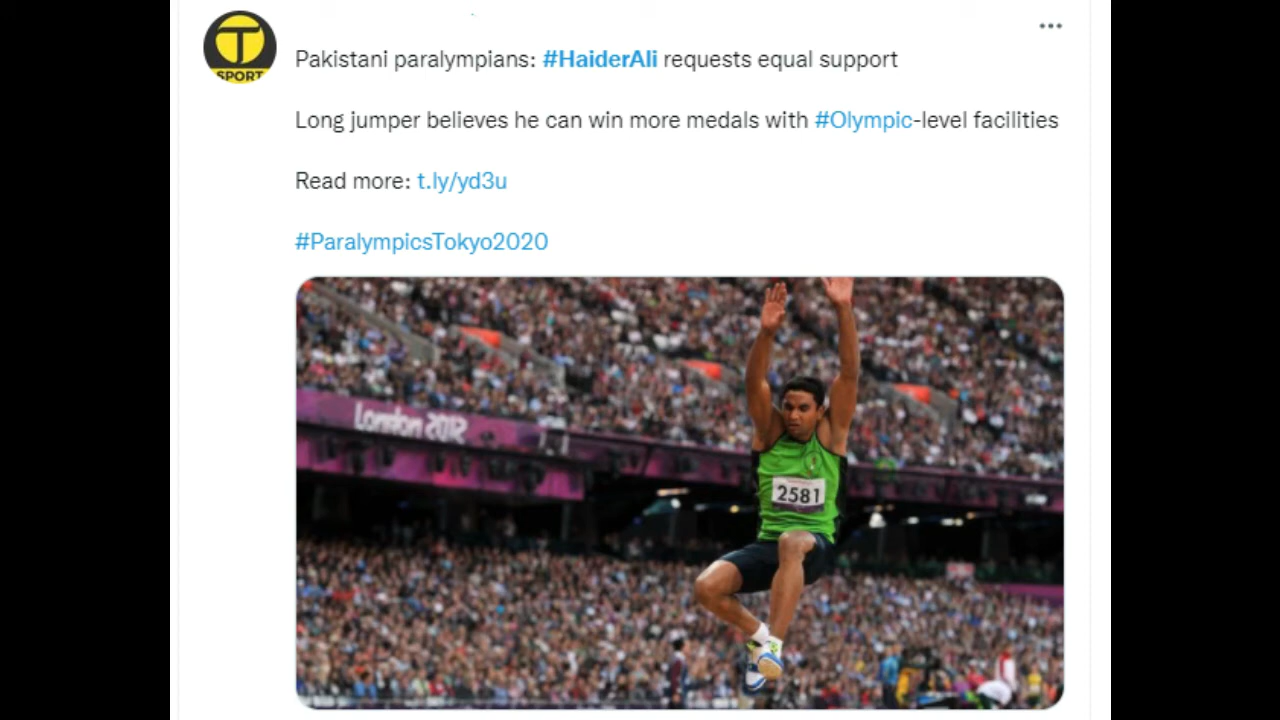 T
SPORT
Pakistani paralympians: #HaiderAli requests equal support
Long jumper believes he can win more medals with #Olympic-level facilities
Read more: t.ly/yd3u
#ParalympicsTokyo2020
London 2012
2581